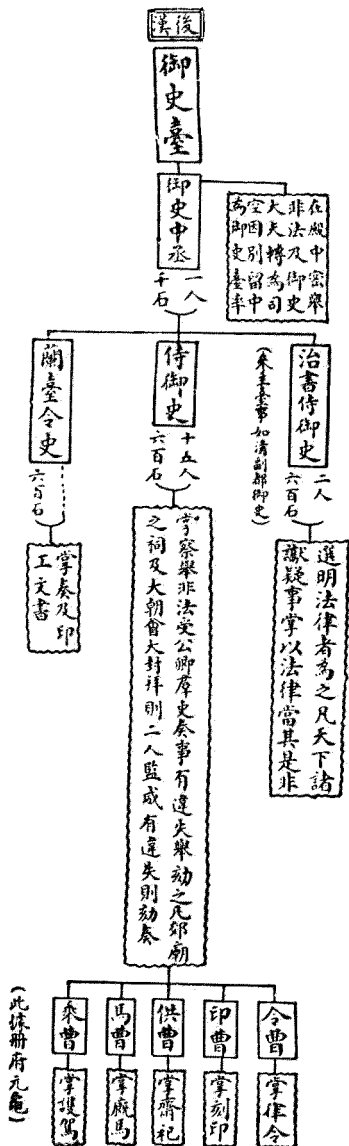 後漢
御史臺
御史中丞
一人
千石
在殿中密舉
非法及御史
大夫轉為司
空因別留中
為御史臺率
治書侍御史
二人
六百石
(參主臺事如清副都御史)
選明法律者為之凡天下諸
讞疑事掌以法律當其是非
侍御史
十五人
六百石
掌察舉非法受公卿羣吏奏事有違失舉劾之凡郊廟
之祠及大朝會大封拜則二人監威有違失則劾奏
蘭臺令史
六百石
掌奏及印
工文書
令曹
掌律令
印曹
掌刻印
供曹
掌齋祀
馬曹
掌廄馬
乘曹
掌護駕
(此據册府元龜)